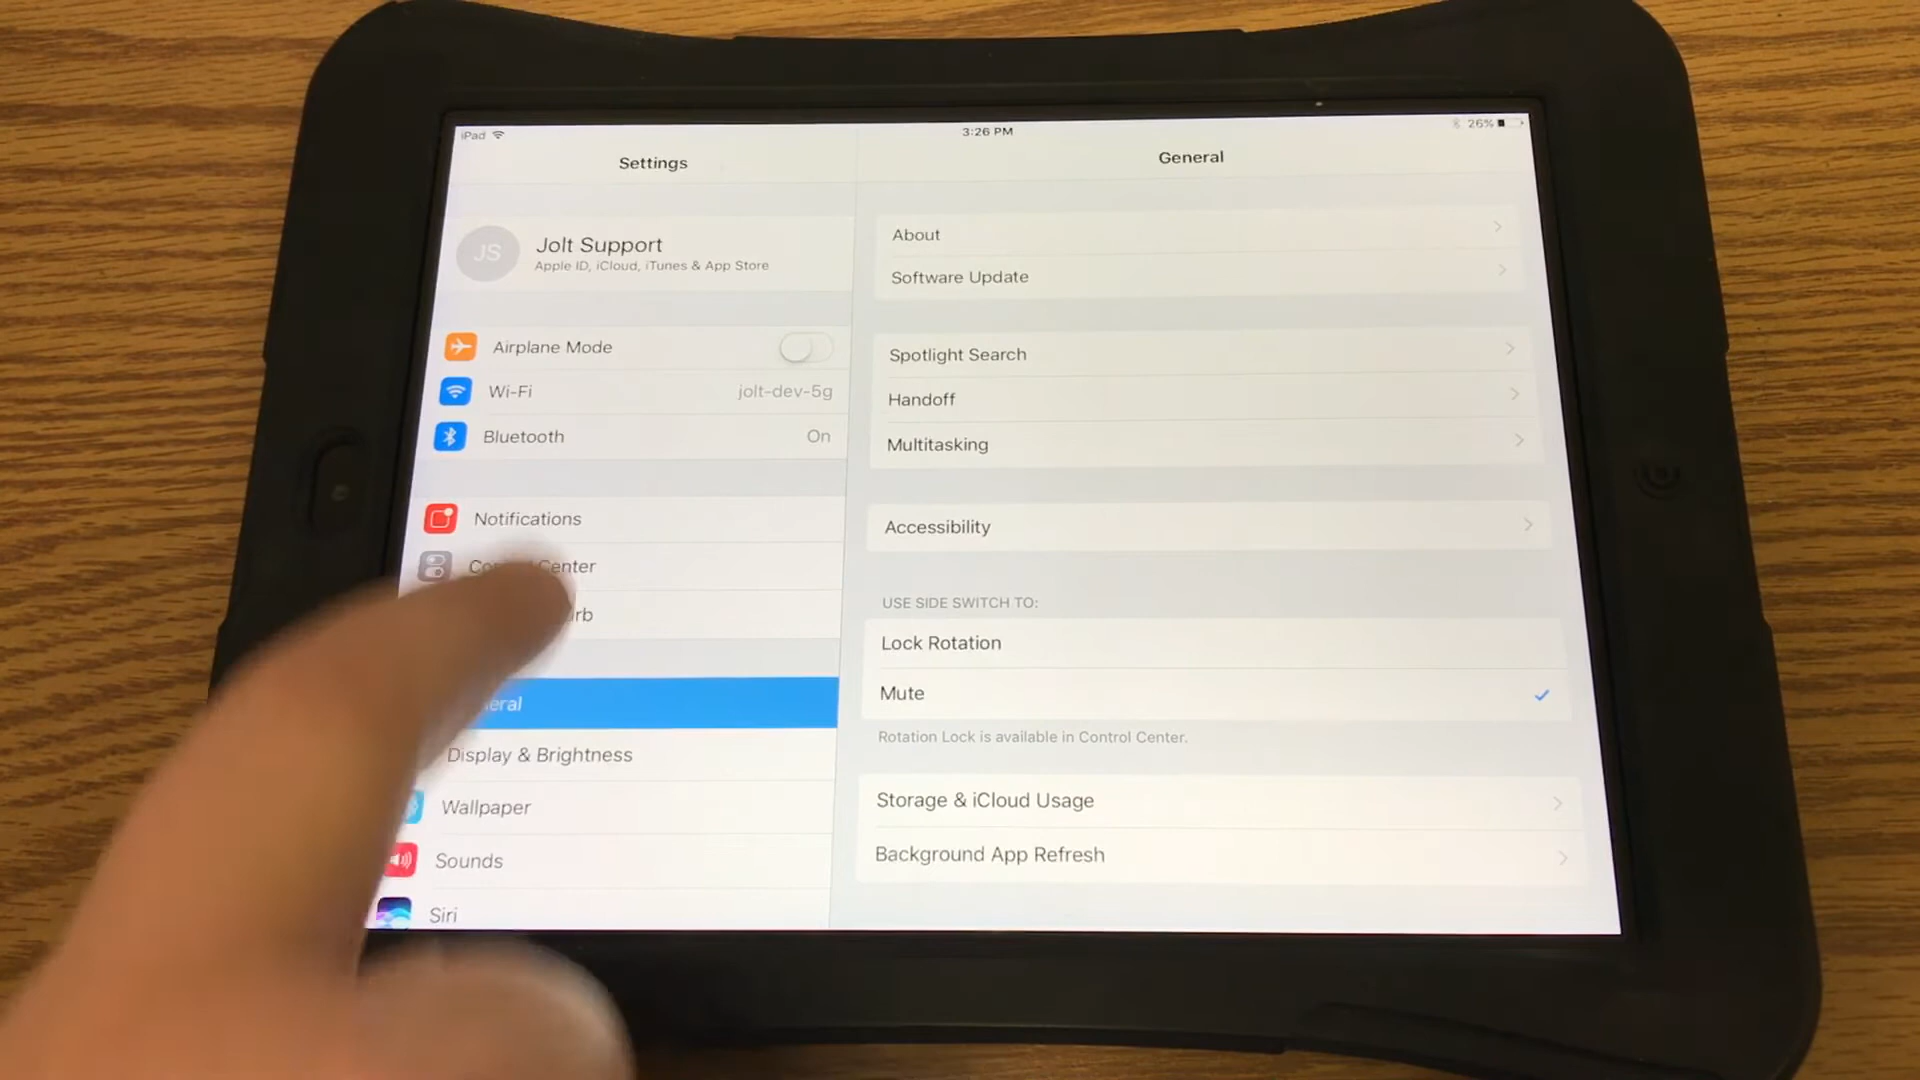 iPad
3:26 PM
26%
Settings
General
JS
Jolt Support
Apple ID, iCloud, iTunes & App Store
Airplane Mode
Wi-Fi
jolt-dev-5g
Bluetooth
On
Notifications
Center
Display & Brightness
Wallpaper
Sounds
Siri
About
Software Update
Spotlight Search
Handoff
Multitasking
Accessibility
USE SIDE SWITCH TO:
Lock Rotation
Mute
Rotation Lock is available in Control Center.
Storage & iCloud Usage
Background App Refresh